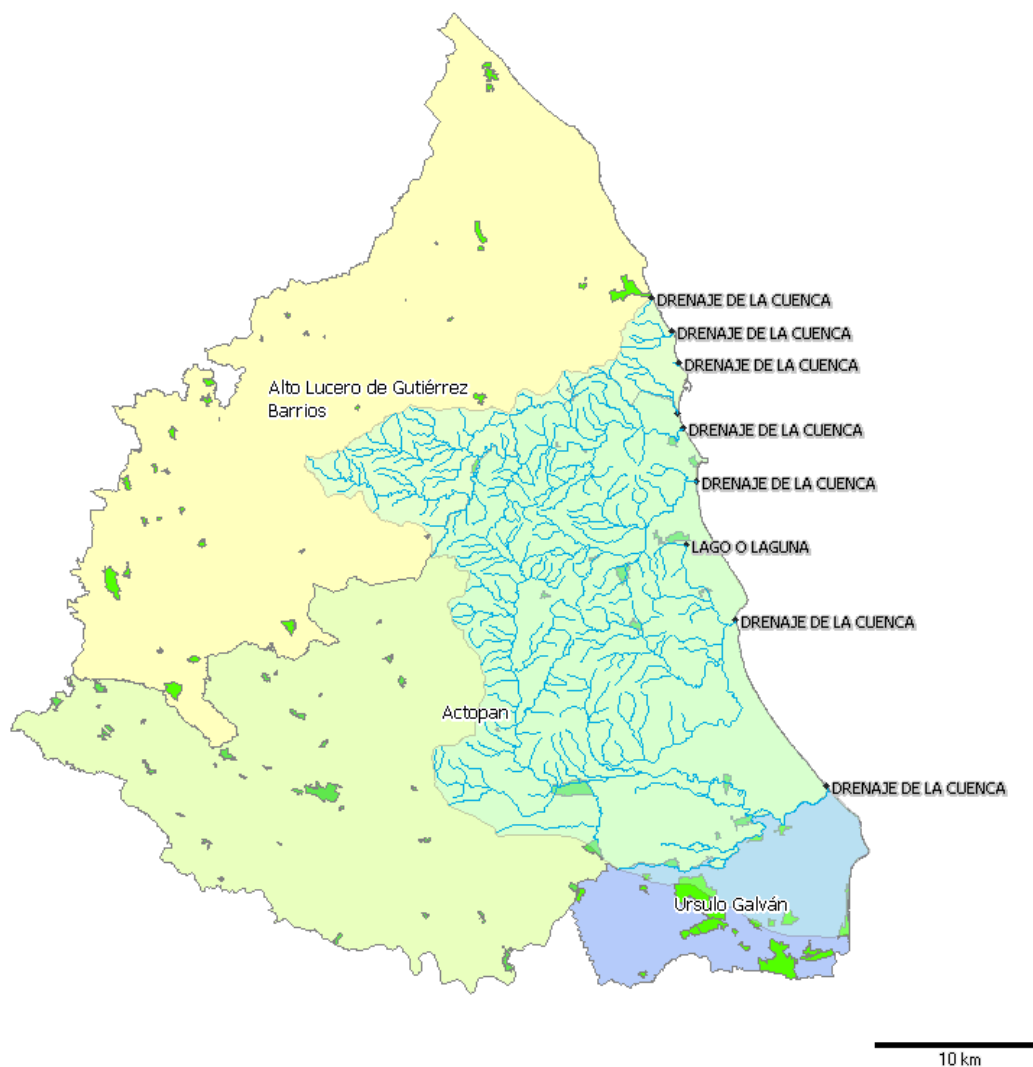 DRENAJE DE LA CUENCA
DRENAJE DE LA CUENCA
DRENAJE DE LA CUENCA
Alto Lucero de Gutiérrez
Barrios
DRENAJE DE LA CUENCA
DRENAJE DE LA CUENCA
LAGO O LAGUNA
DRENAJE DE LA CUENCA
Actopan
DRENAJE DE LA CUENCA
Ursulo Galván
10 km